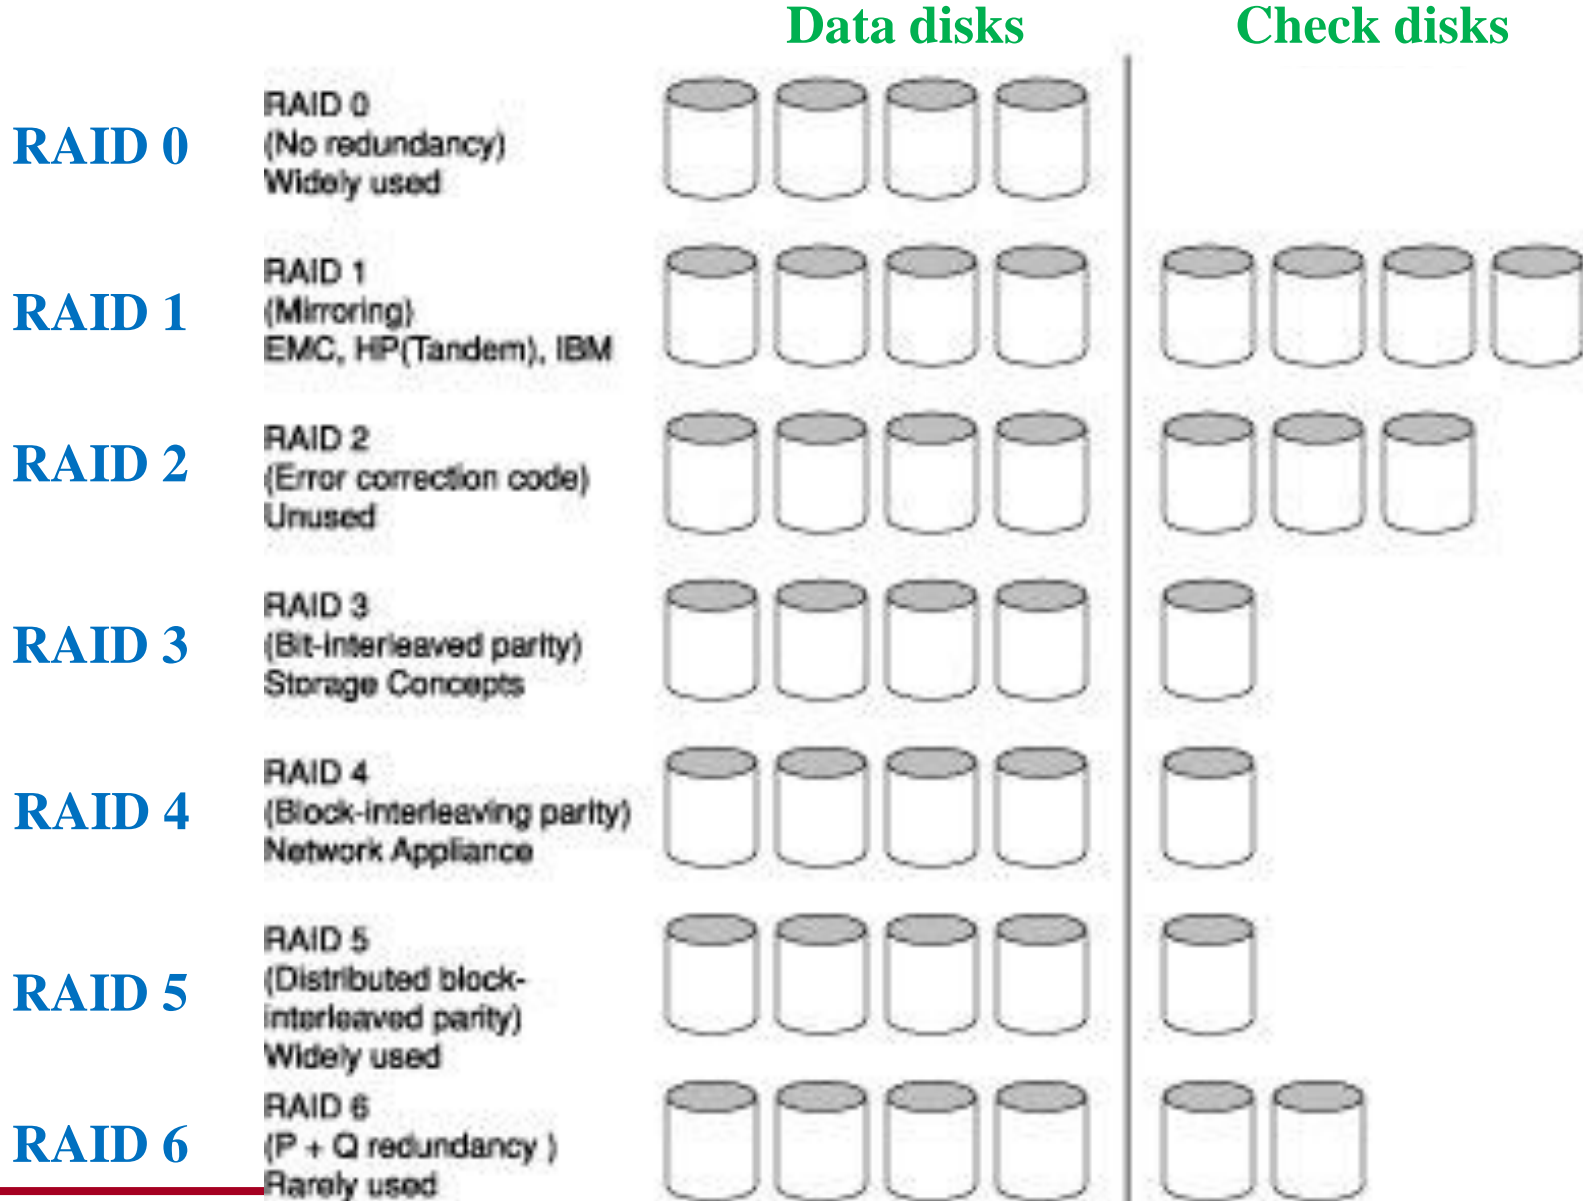 Data disks Check disks
RAID 0
RAID 0
(No redundancy)
Widely used
RAID 1
RAID 1
(Mirroring)
EMC, HP(Tandem), IBM
RAID 2
RAID 2
(Error correction code)
Unused
RAID 3
RAID 3
(Bit-interleaved parity)
Storage Concepts
RAID 4
RAID 4
(Block-interleaving parity)
Network Appliance
RAID 5
RAID 5
(Distributed block-
interleaved parity)
Widely used
RAID 6
RAID 6
(P + Q redundancy )
Rarely used